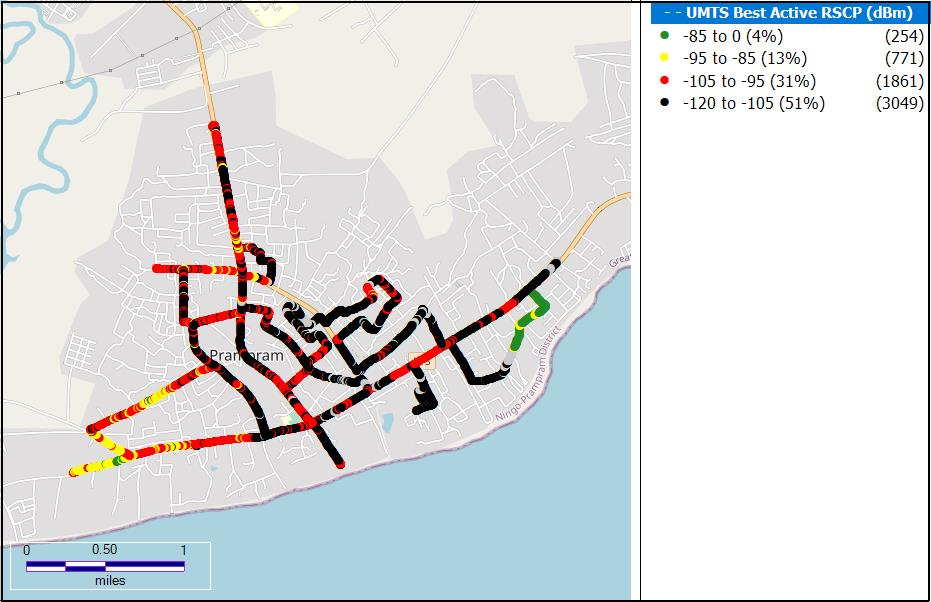 - - UMTS Best Active RSCP (dBm)
-85 to 0 (4%) (254)
-95 to -85 (13%) (771)
-105 to -95 (31%) (1861)
-120 to -105 (51%) (3049)
Grea
Prampram
Ningo-Prampram District
0 0.50 1
miles